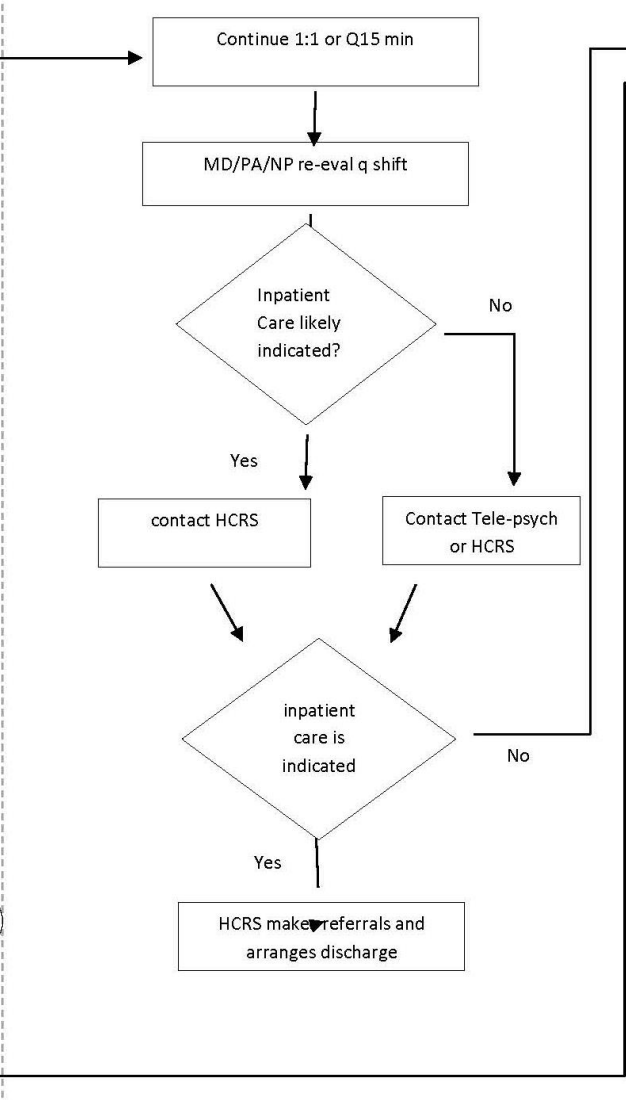 Continue 1:1 or Q15 min
MD/PA/NP re-eval q shift
Inpatient
Care likely
indicated?
No
Yes
contact HCRS
Contact Tele-psych
or HCRS
inpatient
care is
indicated
No
Yes
HCRS makes referrals and
arranges discharge